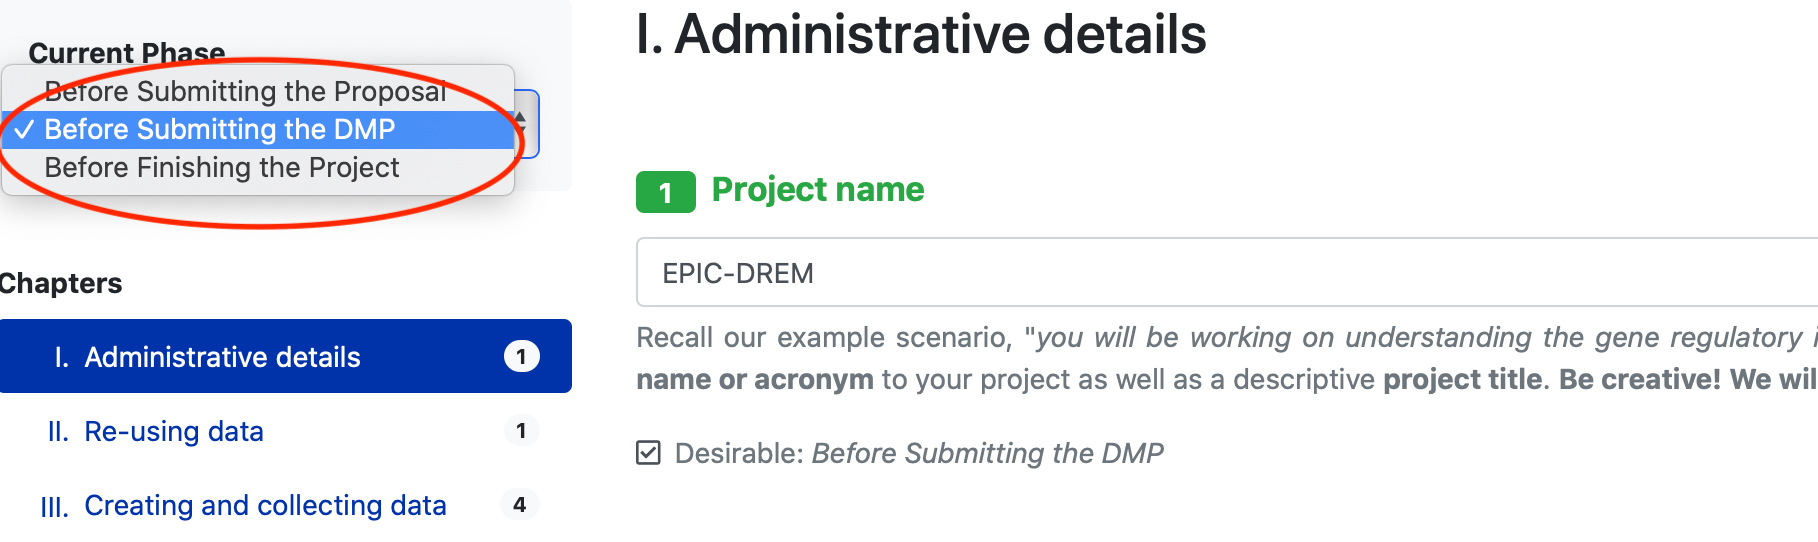 Current Phase
Before Submitting the Proposal
✓ Before Submitting the DMP
Before Finishing the Project
Chapters
I. Administrative details 1
II. Re-using data 1
III. Creating and collecting data 4
I. Administrative details
1 Project name
EPIC-DREM
Recall our example scenario, "you will be working on understanding the gene regulatory
name or acronym to your project as well as a descriptive project title. Be creative! We
Desirable: Before Submitting the DMP